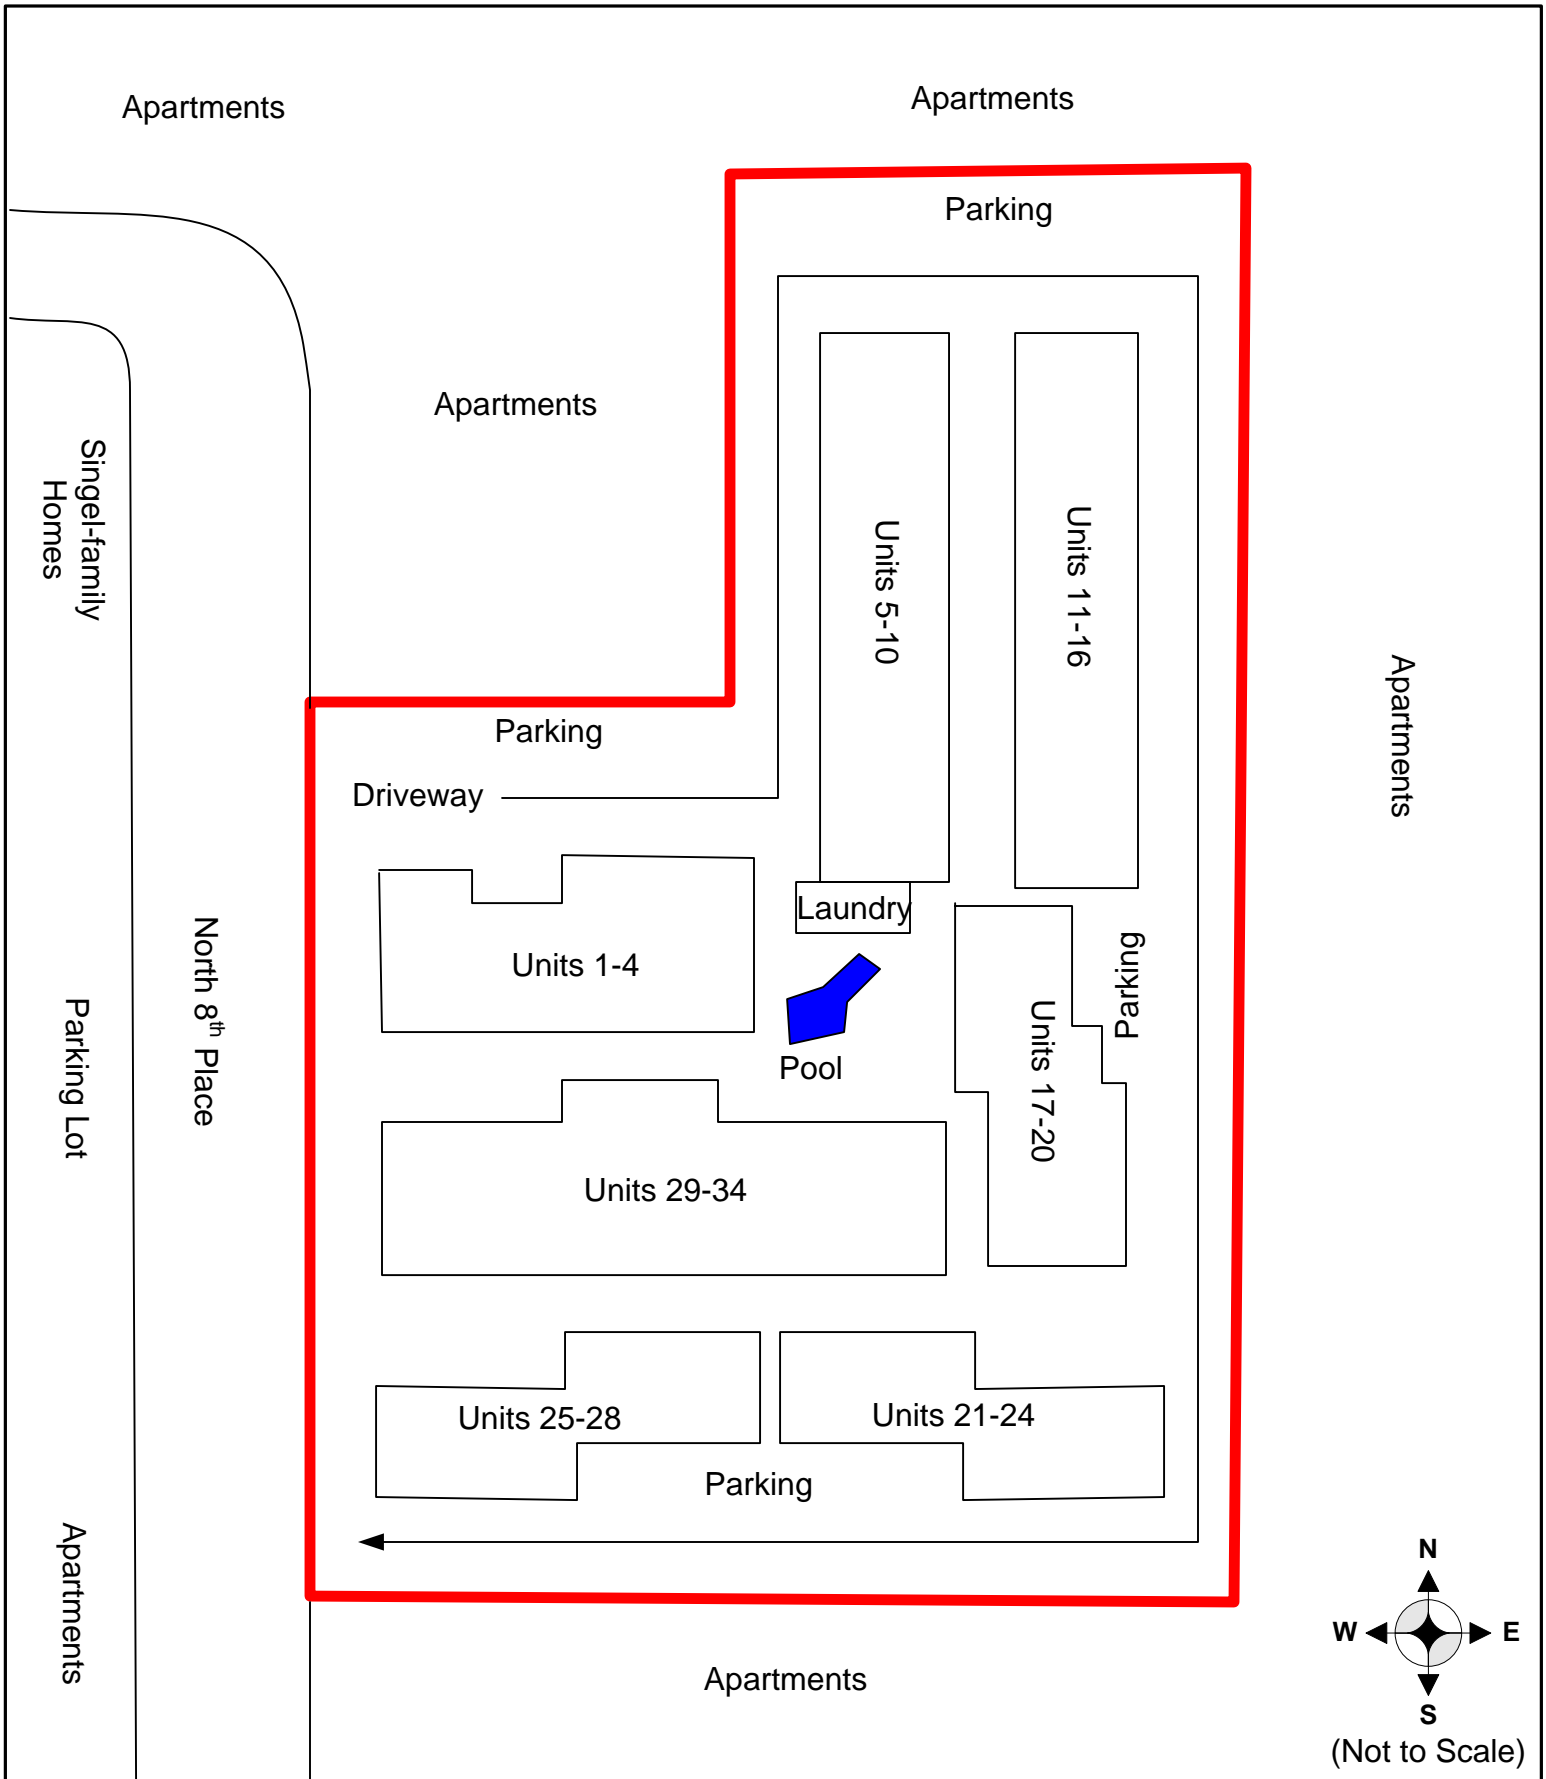 Apartments
Apartments
Parking
Apartments
Singel-family
Homes
Units 5-10
Units 11-16
Apartments
Parking
Driveway
Laundry
Units 1-4
North 8th Place
Parking Lot
Pool
Parking
Units 17-20
Units 29-34
Units 25-28
Units 21-24
Parking
Apartments
Apartments
N
W
E
S
(Not to Scale)